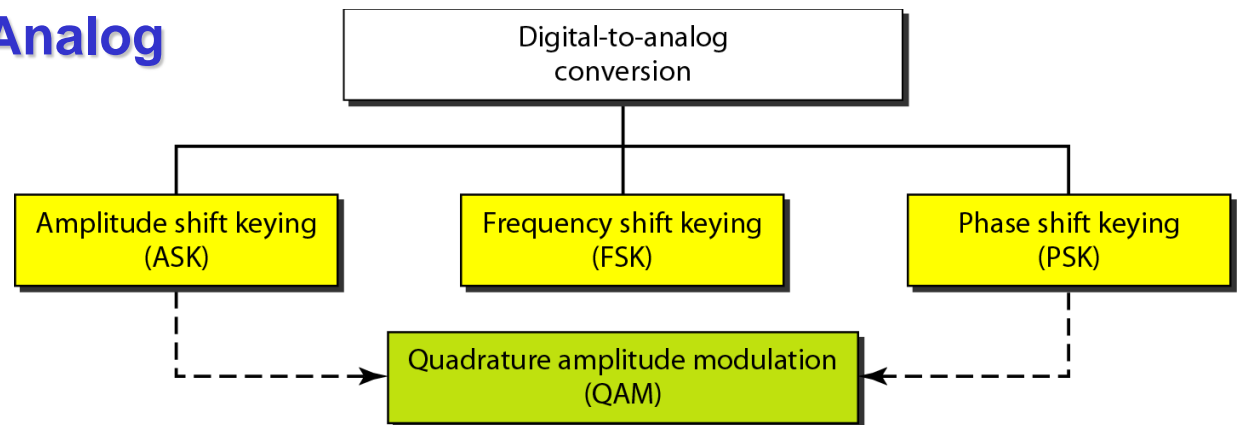 Analog
Digital-to-analog
conversion
Amplitude shift keying
(ASK)
Frequency shift keying
(FSK)
Phase shift keying
(PSK)
Quadrature amplitude modulation
(QAM)